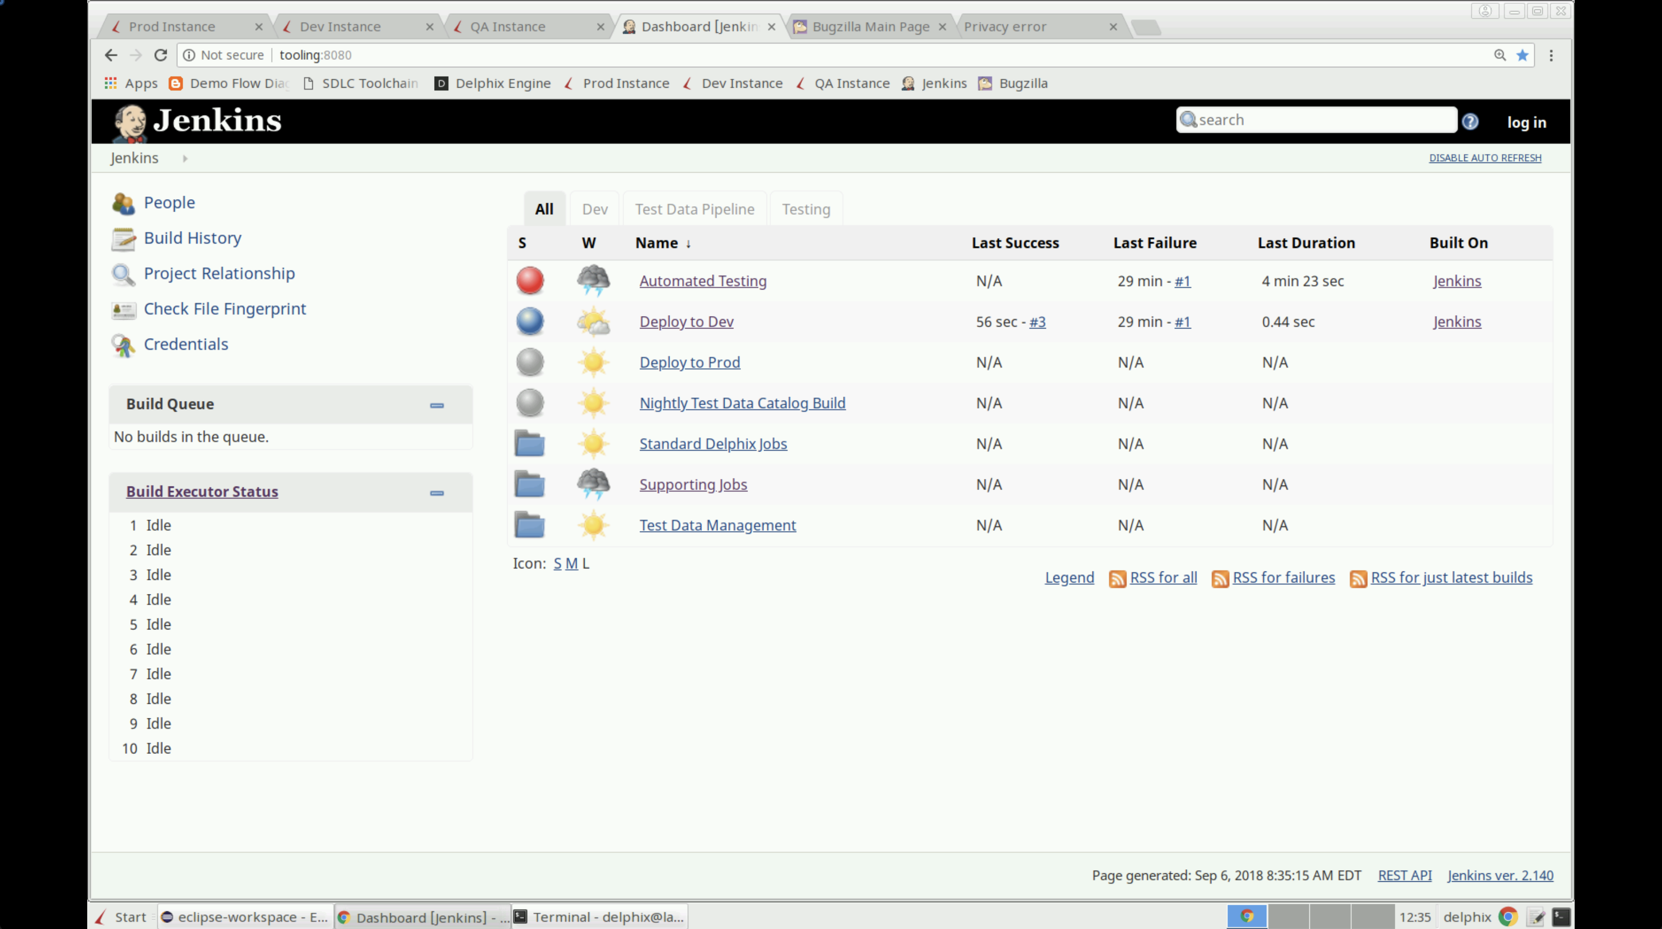 Prod Instance
Dev Instance
QA Instance
Dashboard [Jenkin
Bugzilla Main Page
Privacy error
Not secure | tooling:8080
Apps
Demo Flow Dia
SDLC Toolchain
Delphix Engine
Prod Instance
Dev Instance
QA Instance
Jenkins
Bugzilla
Jenkins
search
log in
Jenkins
DISABLE AUTO REFRESH
People
Build History
Project Relationship
Check File Fingerprint
Credentials
Build Queue
No builds in the queue.
Build Executor Status
1 Idle
2 Idle
3 Idle
4 Idle
5 Idle
6 Idle
7 Idle
8 Idle
9 Idle
10 Idle
All Dev Test Data Pipeline Testing
S W Name ↓ Last Success Last Failure Last Duration Built On
Automated Testing N/A 29 min - #1 4 min 23 sec Jenkins
Deploy to Dev 56 sec - #3 29 min - #1 0.44 sec Jenkins
Deploy to Prod N/A N/A N/A
Nightly Test Data Catalog Build N/A N/A N/A
Standard Delphix Jobs N/A N/A N/A
Supporting Jobs N/A N/A N/A
Test Data Management N/A N/A N/A
Icon: S M L
Legend RSS for all RSS for failures RSS for just latest builds
Page generated: Sep 6, 2018 8:35:15 AM EDT REST API Jenkins ver. 2.140
Start
eclipse-workspace - E...
Dashboard [Jenkins] - ...
Terminal - delphix@la...
12:35
delphix